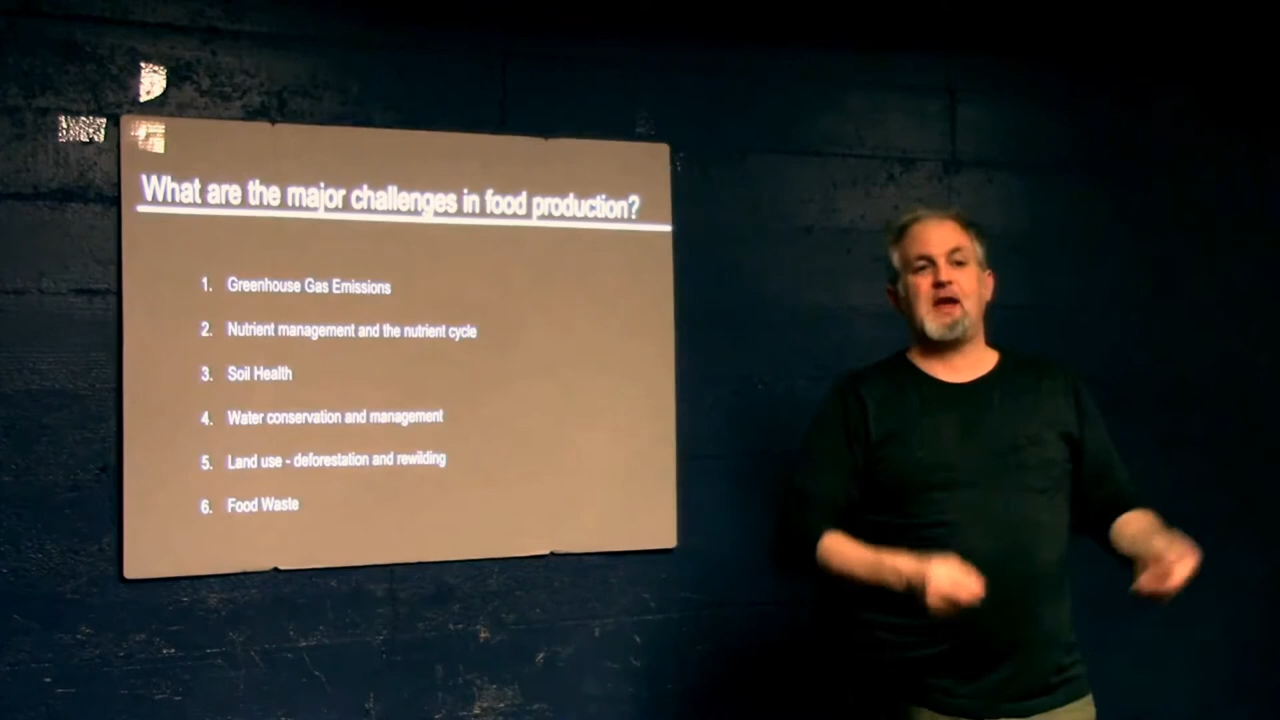 What are the major challenges in food production?
1. Greenhouse Gas Emissions
2. Nutrient management and the nutrient cycle
3. Soil Health
4. Water conservation and management
5. Land use - deforestation and rewilding
6. Food Waste